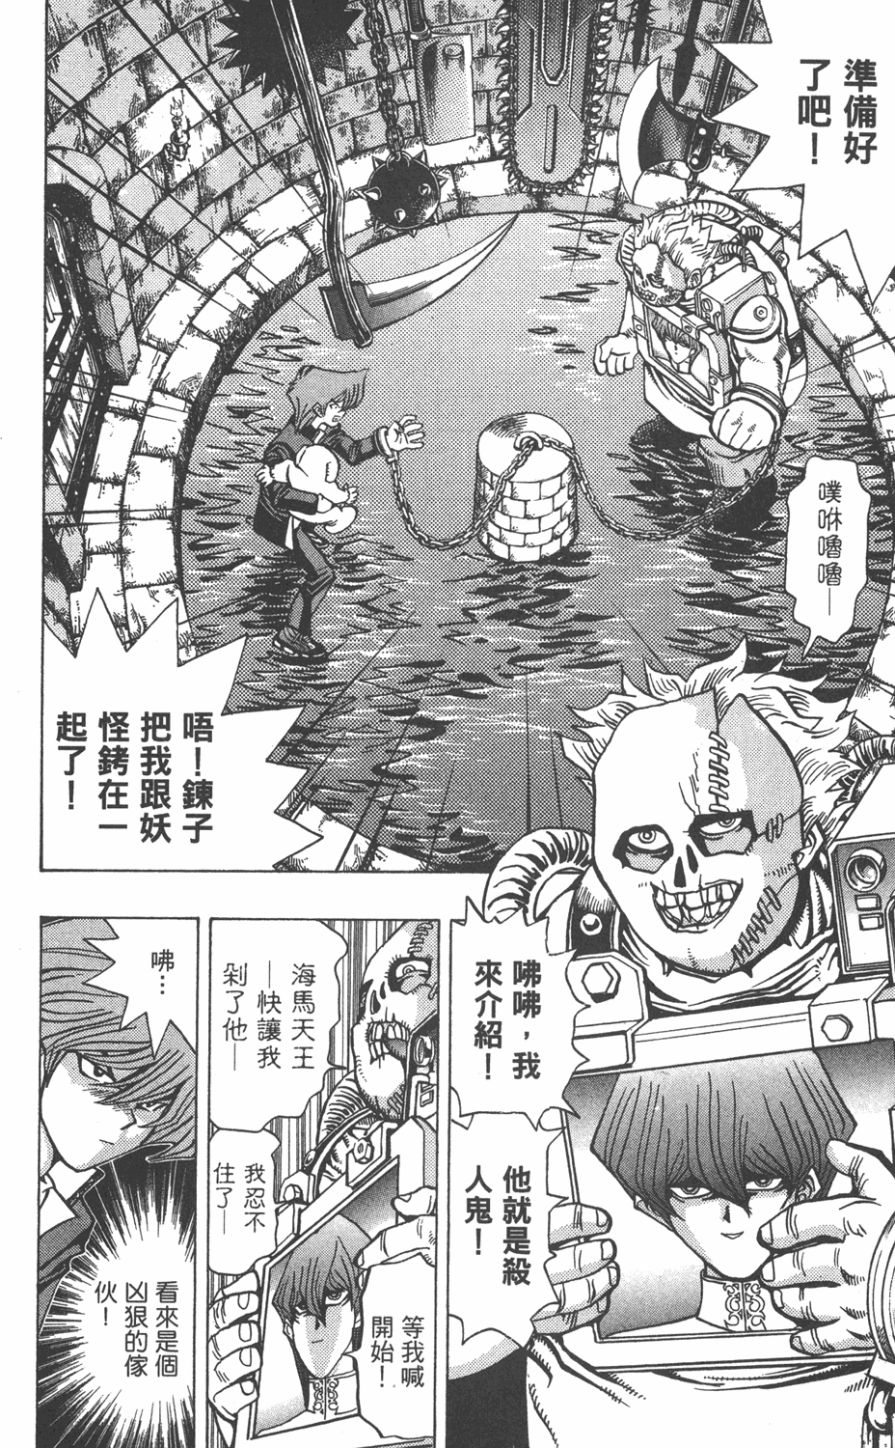 準備好
了吧！
噗咻嚕嚕—
唔！鍊子
把我跟妖
怪銬在一
起了！
咈咈，我
來介紹！
他就是殺
人鬼！
海馬天王
—快讓我
剁了他—
我忍不
住了—
等我喊
開始！
咈…
看來是個
凶狠的傢
伙！